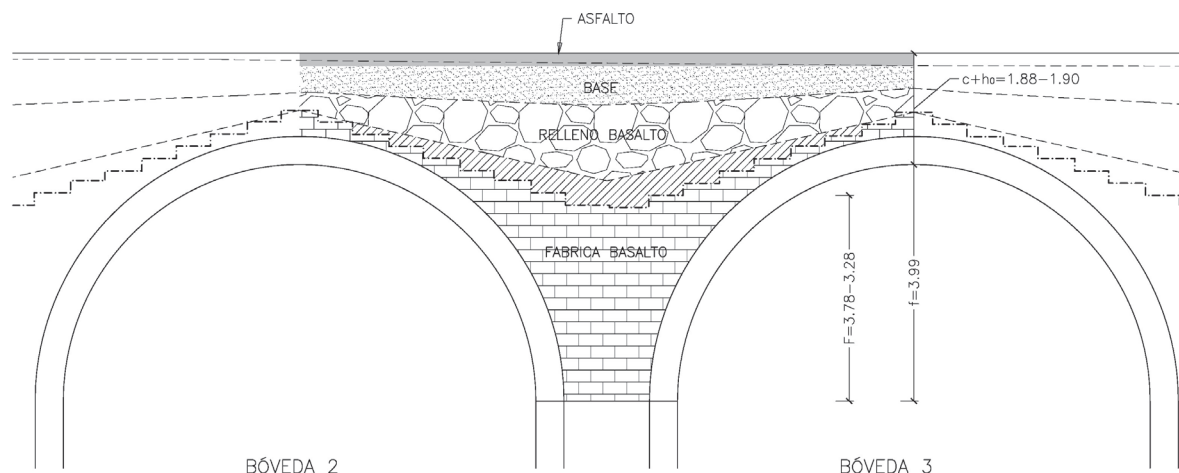 ASFALTO
c+h₀=1.88-1.90
BASE
RELLENO BASALTO
FABRICA BASALTO
F=3.78-3.28
f=3.99
BÓVEDA 2
BÓVEDA 3